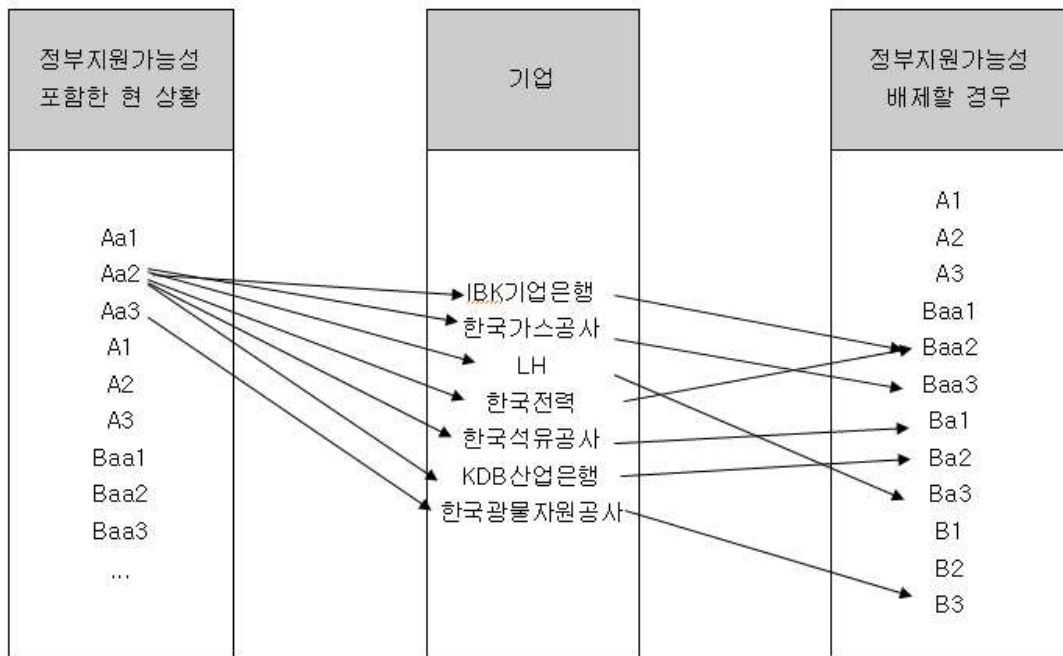 정부지원가능성
포함한 현 상황
기업
정부지원가능성
배제할 경우
Aa1
Aa2
Aa3
A1
A2
A3
Baa1
Baa2
Baa3
...
IBK기업은행
한국가스공사
LH
한국전력
한국석유공사
KDB산업은행
한국광물자원공사
A1
A2
A3
Baa1
Baa2
Baa3
Ba1
Ba2
Ba3
B1
B2
B3